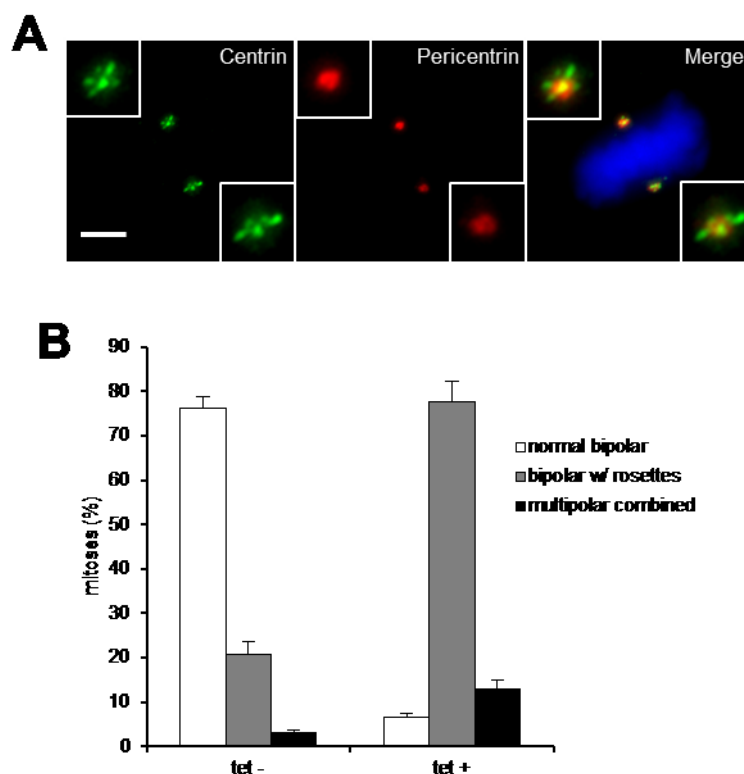 A
Centrin
Pericentrin
Merge
B
90
80
70
60
50
40
30
20
10
0
mitoses (%)
normal bipolar
bipolar w/ rosettes
multipolar combined
tet -
tet +